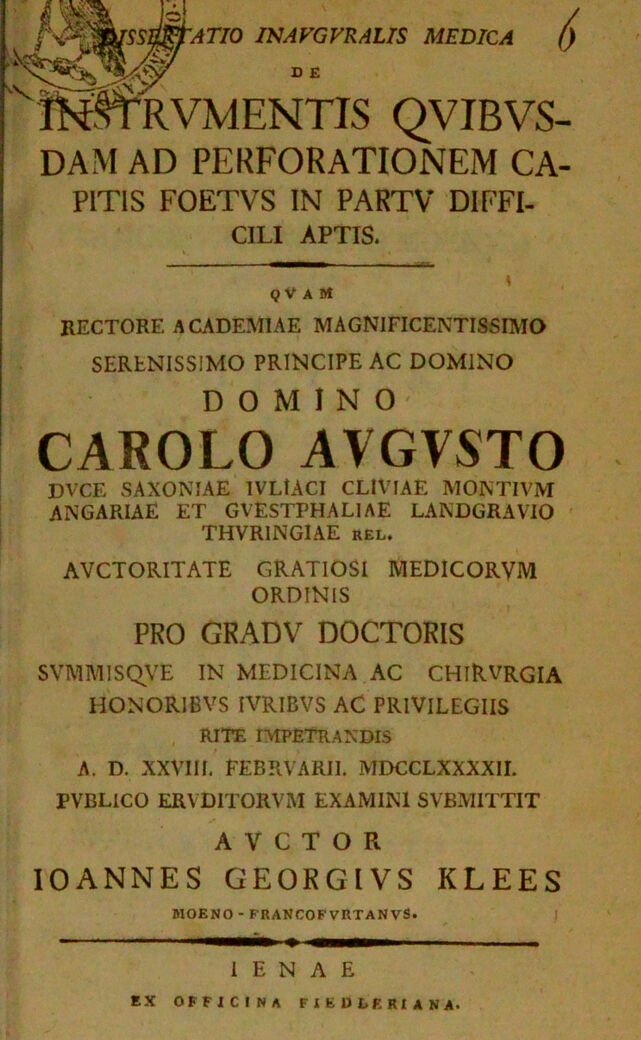 DISSERTATIO INAVGVRALIS MEDICA 6
DE
INSTRVMENTIS QVIBVS-
DAM AD PERFORATIONEM CA-
PITIS FOETVS IN PARTV DIFFI-
CILI APTIS.
QVAM
RECTORE ACADEMIAE MAGNIFICENTISSIMO
SERENISSIMO PRINCIPE AC DOMINO
DOMINO
CAROLO AVGVSTO
DVCE SAXONIAE IVLIACI CLIVIAE MONTIVM
ANGARIAE ET GVESTPHALIAE LANDGRAVIO
THVRINGIAE REL.
AVCTORITATE GRATIOSI MEDICORVM
ORDINIS
PRO GRADV DOCTORIS
SVMMISQVE IN MEDICINA AC CHIRVRGIA
HONORIBVS IVRIBVS AC PRIVILEGIIS
RITE IMPETRANDIS
A. D. XXVIII. FEBRVARII. MDCCLXXXXII.
PVBLICO ERVDITORVM EXAMINI SVBMITTIT
AVCTOR
IOANNES GEORGIVS KLEES
MOENO-FRANCOFVRTANVS.
IENAE
EX OFFICINA FIEDLERIANA.